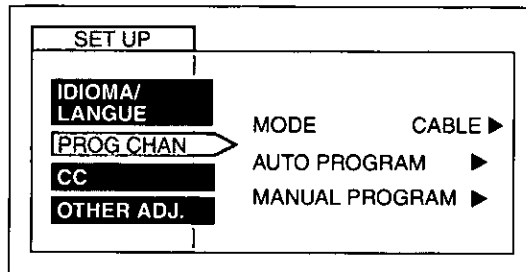 SET UP
IDIOMA/
LANGUE
PROG CHAN
CC
OTHER ADJ.
MODE CABLE ▶
AUTO PROGRAM ▶
MANUAL PROGRAM ▶